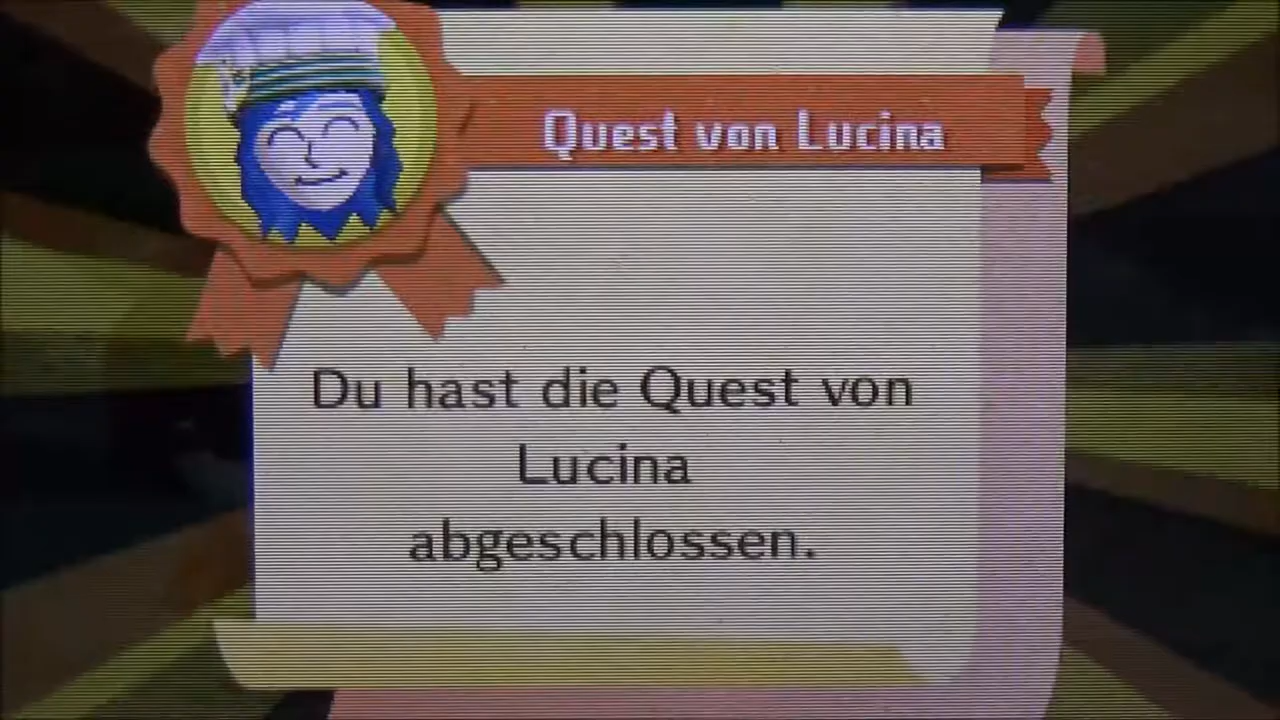 Quest von Lucina
Du hast die Quest von
Lucina
abgeschlossen.